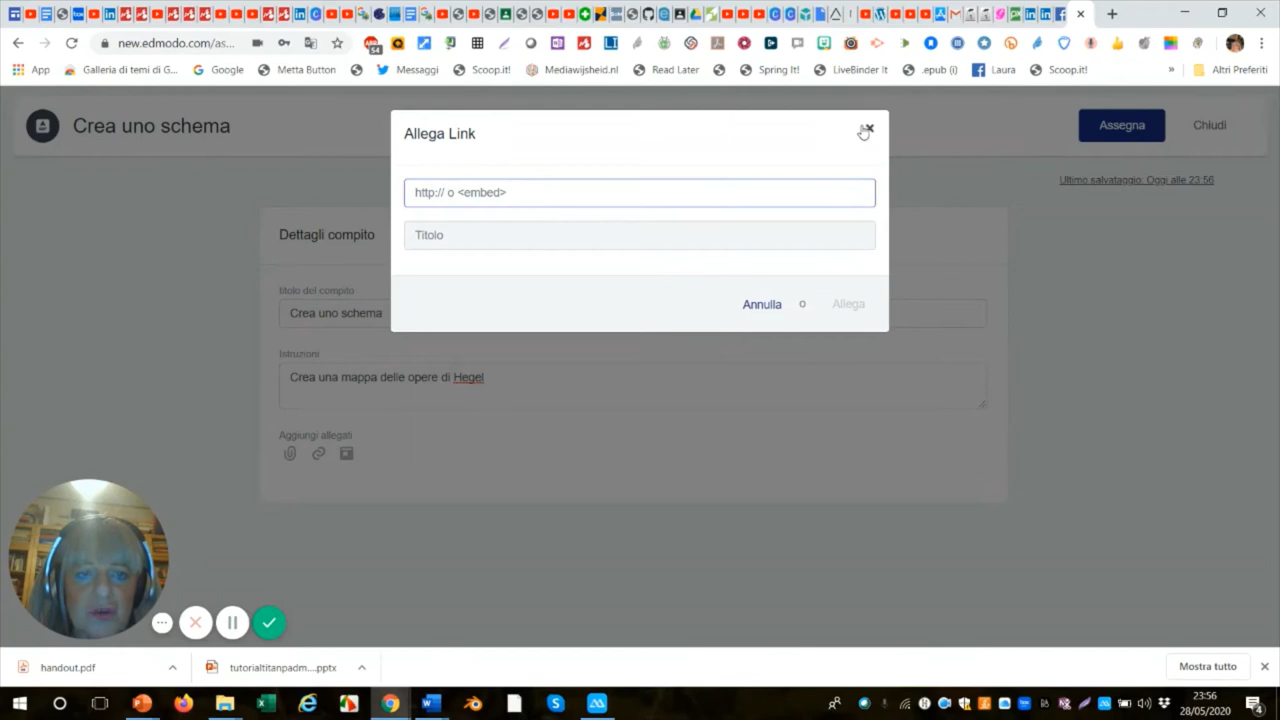 new.edmodo.com/as...
54
App
Galleria di temi di G...
Google
Metta Button
Messaggi
Scoop.it!
Mediawijsheid.nl
Read Later
Spring It!
LiveBinder It
.epub (i)
Laura
Scoop.it!
»
Altri Preferiti
Crea uno schema
Assegna
Chiudi
Ultimo salvataggio: Oggi alle 23:56
Allega Link
http:// o <embed>
Titolo
Annulla
o
Allega
Dettagli compito
titolo del compito
Crea uno schema
Istruzioni
Crea una mappa delle opere di Hegel
Aggiungi allegati
handout.pdf
tutorialtitanpadm....pptx
Mostra tutto
23:56
28/05/2020
4